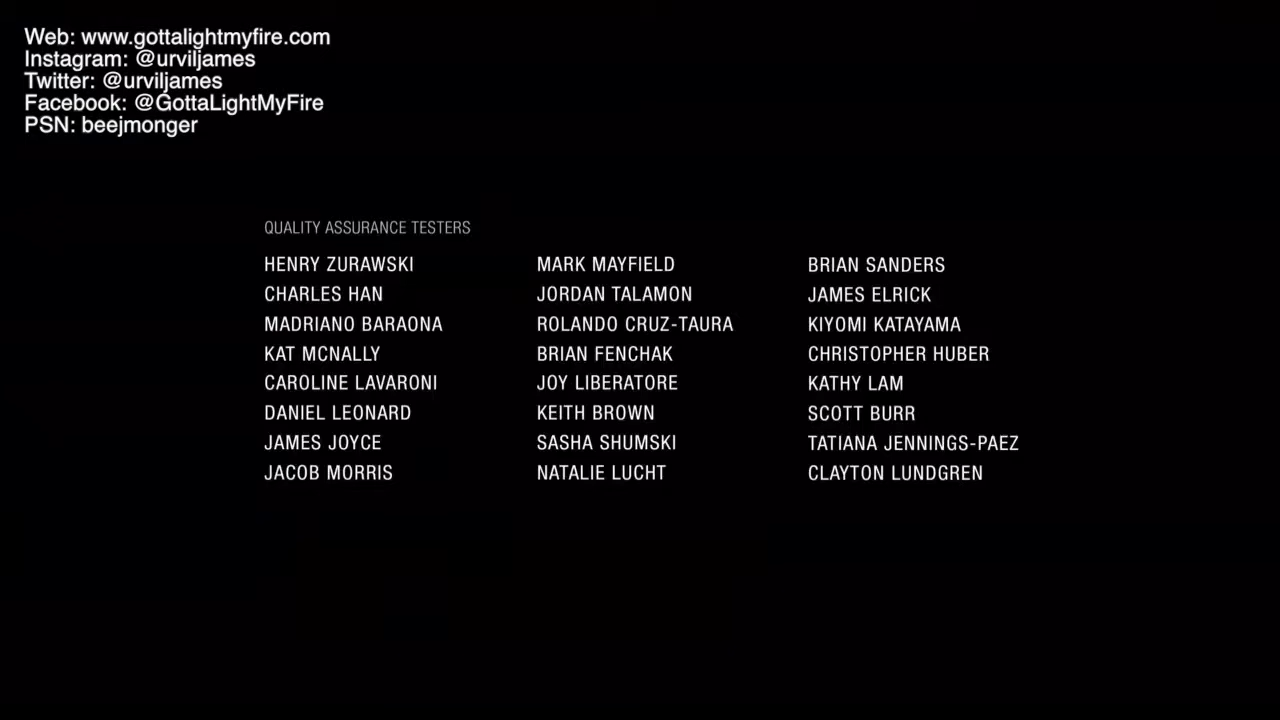 Web: www.gottalightmyfire.com
Instagram: @urviljames
Twitter: @urviljames
Facebook: @GottaLightMyFire
PSN: beejmonger
QUALITY ASSURANCE TESTERS
HENRY ZURAWSKI
CHARLES HAN
MADRIANO BARAONA
KAT MCNALLY
CAROLINE LAVARONI
DANIEL LEONARD
JAMES JOYCE
JACOB MORRIS
MARK MAYFIELD
JORDAN TALAMON
ROLANDO CRUZ-TAURA
BRIAN FENCHAK
JOY LIBERATORE
KEITH BROWN
SASHA SHUMSKI
NATALIE LUCHT
BRIAN SANDERS
JAMES ELRICK
KIYOMI KATAYAMA
CHRISTOPHER HUBER
KATHY LAM
SCOTT BURR
TATIANA JENNINGS-PAEZ
CLAYTON LUNDGREN